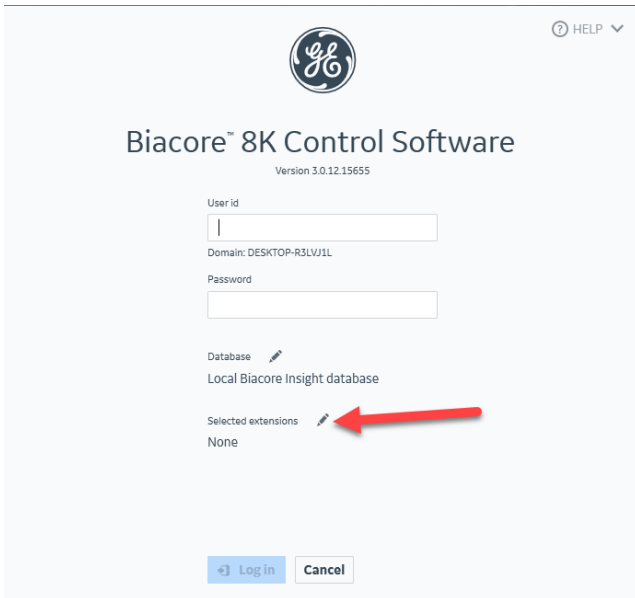 HELP
GE
Biacore™ 8K Control Software
Version 3.0.12.15655
User id
Domain: DESKTOP-R3LVJ1L
Password
Database
Local Biacore Insight database
Selected extensions
None
Log in Cancel